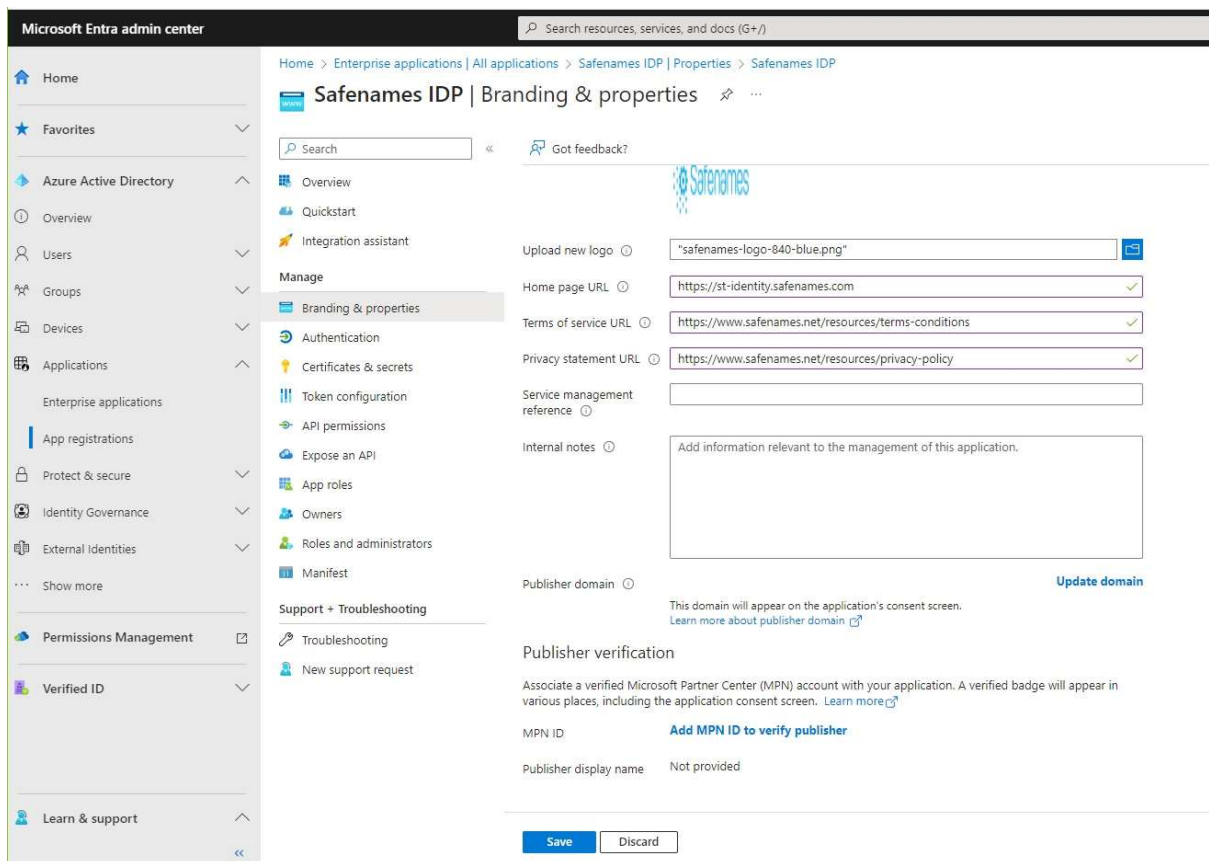 Microsoft Entra admin center
Search resources, services, and docs (G+/)
Home
Favorites
Azure Active Directory
Overview
Users
Groups
Devices
Applications
Enterprise applications
App registrations
Protect & secure
Identity Governance
External Identities
Show more
Permissions Management
Verified ID
Learn & support
Home > Enterprise applications | All applications > Safenames IDP | Properties > Safenames IDP
Safenames IDP | Branding & properties
Search
Overview
Quickstart
Integration assistant
Manage
Branding & properties
Authentication
Certificates & secrets
Token configuration
API permissions
Expose an API
App roles
Owners
Roles and administrators
Manifest
Support + Troubleshooting
Troubleshooting
New support request
Got feedback?
Safenames
Upload new logo "safenames-logo-840-blue.png"
Home page URL https://st-identity.safenames.com
Terms of service URL https://www.safenames.net/resources/terms-conditions
Privacy statement URL https://www.safenames.net/resources/privacy-policy
Service management
reference
Internal notes Add information relevant to the management of this application.
Publisher domain Update domain
This domain will appear on the application's consent screen.
Learn more about publisher domain
Publisher verification
Associate a verified Microsoft Partner Center (MPN) account with your application. A verified badge will appear in
various places, including the application consent screen. Learn more
MPN ID Add MPN ID to verify publisher
Publisher display name Not provided
Save Discard